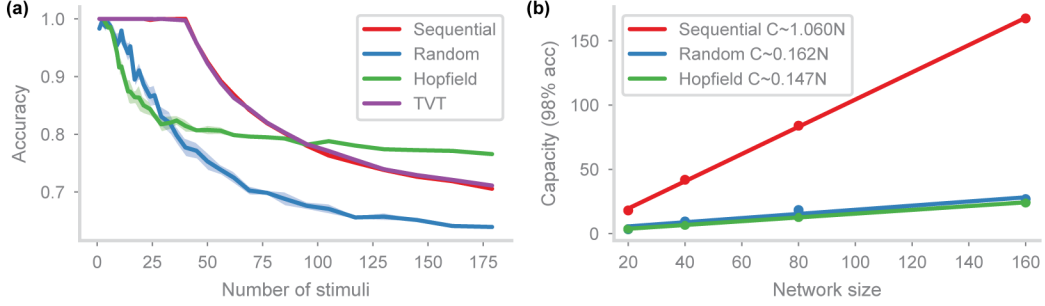 (a)
1.0
0.9
0.8
0.7
Accuracy
Sequential
Random
Hopfield
TVT
1 25 50 75 100 125 150 175
Number of stimuli
(b)
150
100
50
0
Capacity (98% acc)
Sequential C~1.060N
Random C~0.162N
Hopfield C~0.147N
20 40 60 80 100 120 140 160
Network size